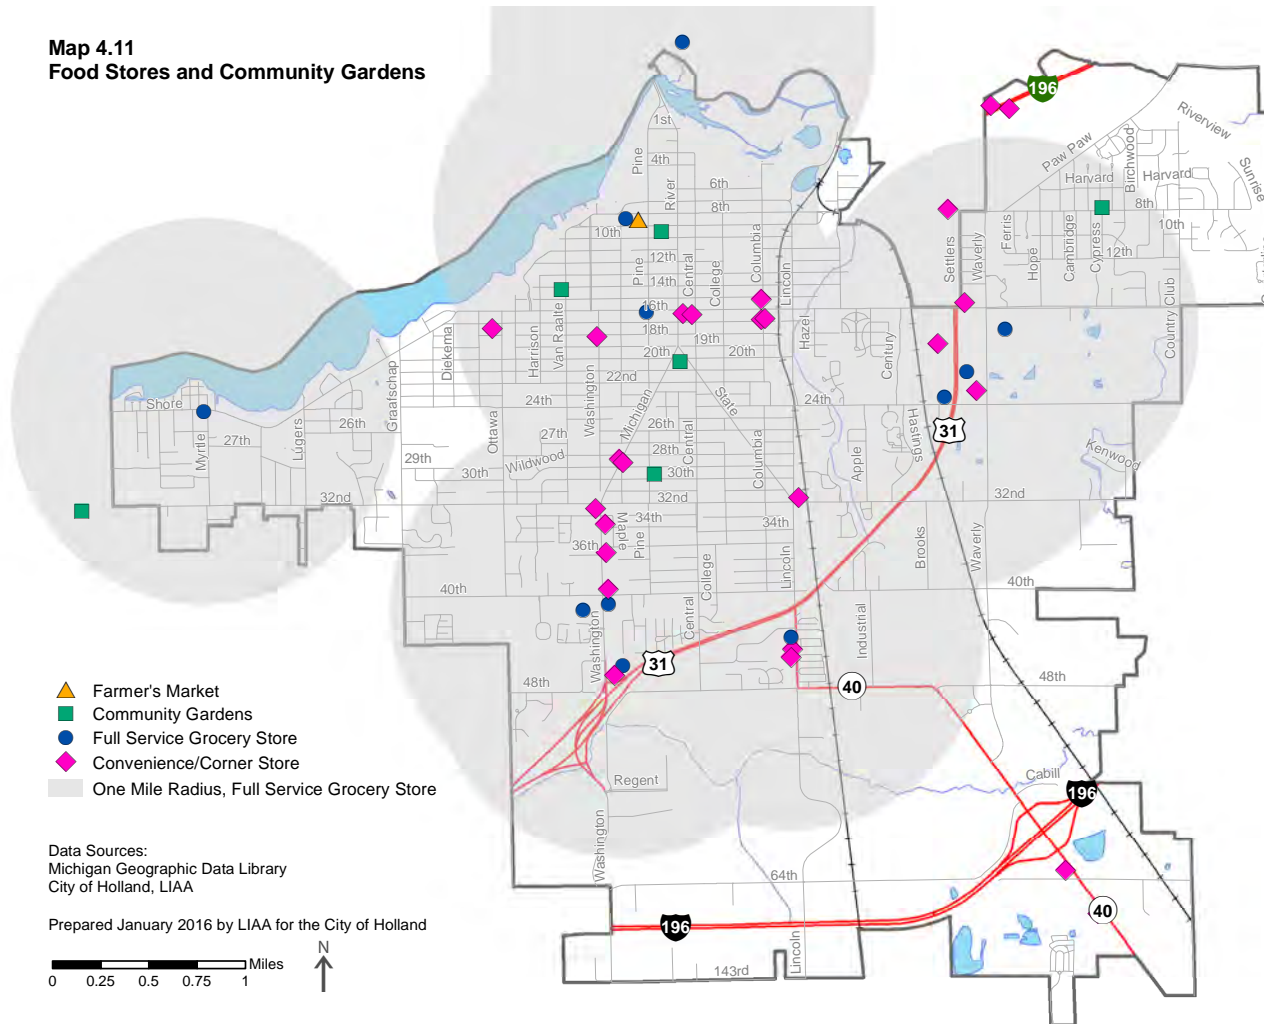 Map 4.11
Food Stores and Community Gardens
196
Riverview
Paw Paw
Birchwood
Harvard
Harvard
Sunrise
8th
10th
12th
Settlers
Waverly
Ferris
Hope
Cambridge
Cypress
Country Club
1st
4th
6th
8th
Pine
River
10th
12th
14th
16th
18th
19th
20th
20th
22nd
24th
24th
Pine
Central
College
Columbia
Lincoln
Hazel
Century
Diekema
Harrison
Van Raalte
Washington
Michigan
State
Graafschap
Ottawa
Shore
Myrtle
27th
Lugers
26th
29th
30th
Wildwood
27th
26th
28th
30th
32nd
32nd
32nd
34th
34th
36th
Maple
Pine
Central
Columbia
Apple
Hastings
31
Kenwood
40th
40th
College
Central
Lincoln
Brooks
Waverly
Industrial
Washington
31
48th
48th
40
Regent
Cabill
196
Washington
64th
196
40
Lincoln
143rd
Farmer's Market
Community Gardens
Full Service Grocery Store
Convenience/Corner Store
One Mile Radius, Full Service Grocery Store
Data Sources:
Michigan Geographic Data Library
City of Holland, LIAA
Prepared January 2016 by LIAA for the City of Holland
N
Miles
0 0.25 0.5 0.75 1